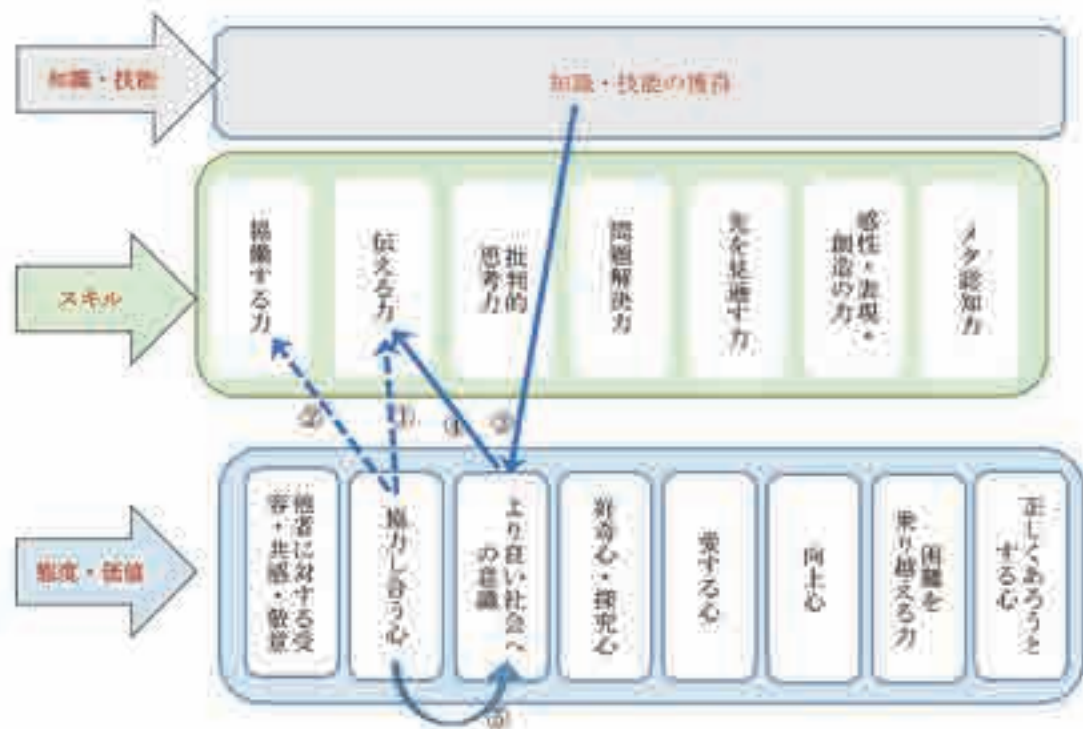 知識・技能
知識・技能の獲得
スキル
協働する力
伝える力
批判的
思考力
問題解決力
先を見通す力
感性・表現・
創造の力
メタ認知力
②
①
④
③
態度・価値
他者に対する受
容・共感・敬意
協力し合う心
より良い社会へ
の意識
好奇心・探究心
愛する心
向上心
困難を
乗り越える力
正しくあろうと
する心